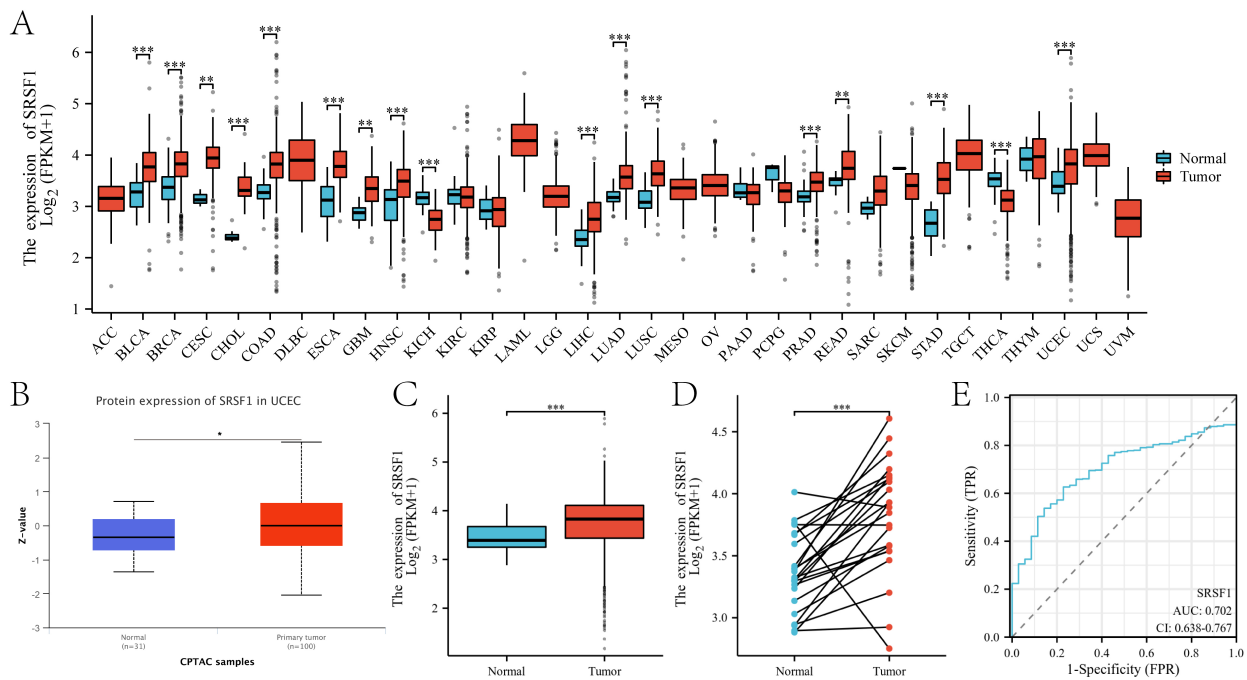 A
The expression of SRSF1
Log2 (FPKM+1)
6
5
4
3
2
1
***
***
**
***
***
***
**
***
***
***
***
***
***
**
***
***
***
Normal
Tumor
ACC
BLCA
BRCA
CESC
CHOL
COAD
DLBC
ESCA
GBM
HNSC
KICH
KIRC
KIRP
LAML
LGG
LIHC
LUAD
LUSC
MESO
OV
PAAD
PCPG
PRAD
READ
SARC
SKCM
STAD
TGCT
THCA
THYM
UCEC
UCS
UVM
B
Protein expression of SRSF1 in UCEC
Z-value
3
2
1
0
-1
-2
-3
*
Normal
(n=31)
Primary tumor
(n=100)
CPTAC samples
C
The expression of SRSF1
Log2 (FPKM+1)
6
5
4
3
2
***
Normal
Tumor
D
The expression of SRSF1
Log2 (FPKM+1)
4.5
4.0
3.5
3.0
***
Normal
Tumor
E
Sensitivity (TPR)
1.0
0.8
0.6
0.4
0.2
0.0
SRSF1
AUC: 0.702
CI: 0.638-0.767
0.0
0.2
0.4
0.6
0.8
1.0
1-Specificity (FPR)